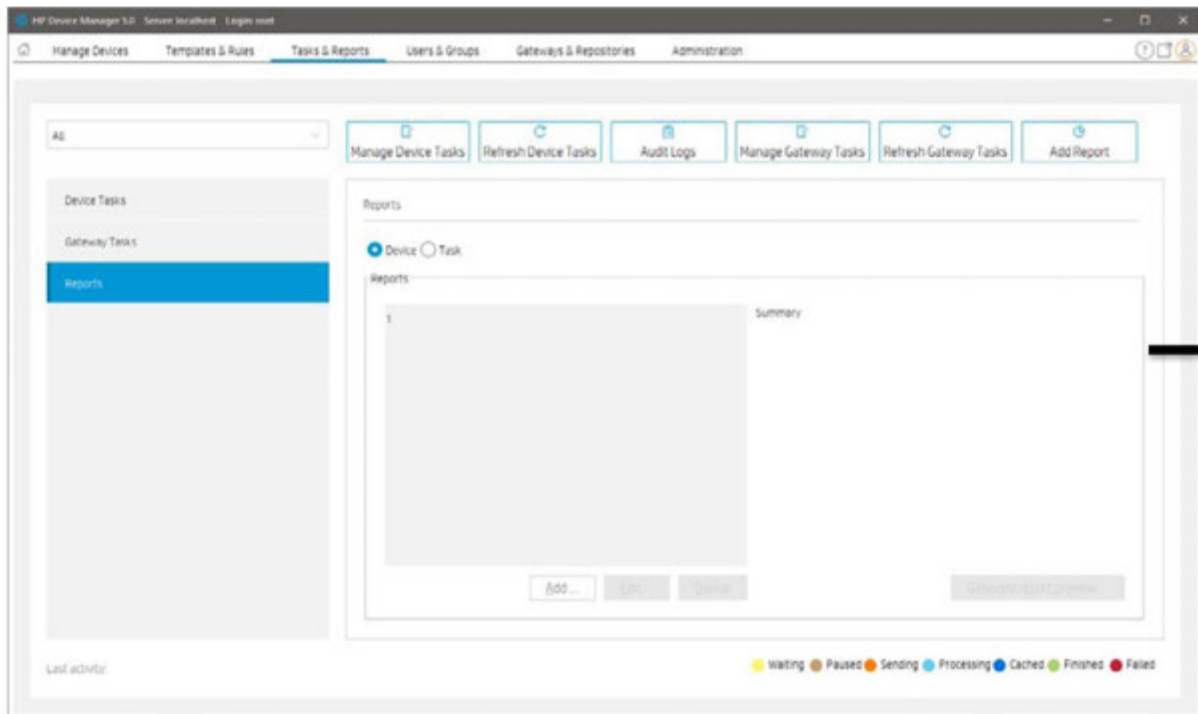 HP Device Manager 5.0 Server localhost Login root
Manage Devices Templates & Rules Tasks & Reports Users & Groups Gateways & Repositories Administration
All
Manage Device Tasks Refresh Device Tasks Audit Logs Manage Gateway Tasks Refresh Gateway Tasks Add Report
Device Tasks
Gateway Tasks
Reports
Reports
Device Task
Reports
1
Summary
Add ... Edit ... Delete
Last activity:
Waiting Paused Sending Processing Cached Finished Failed